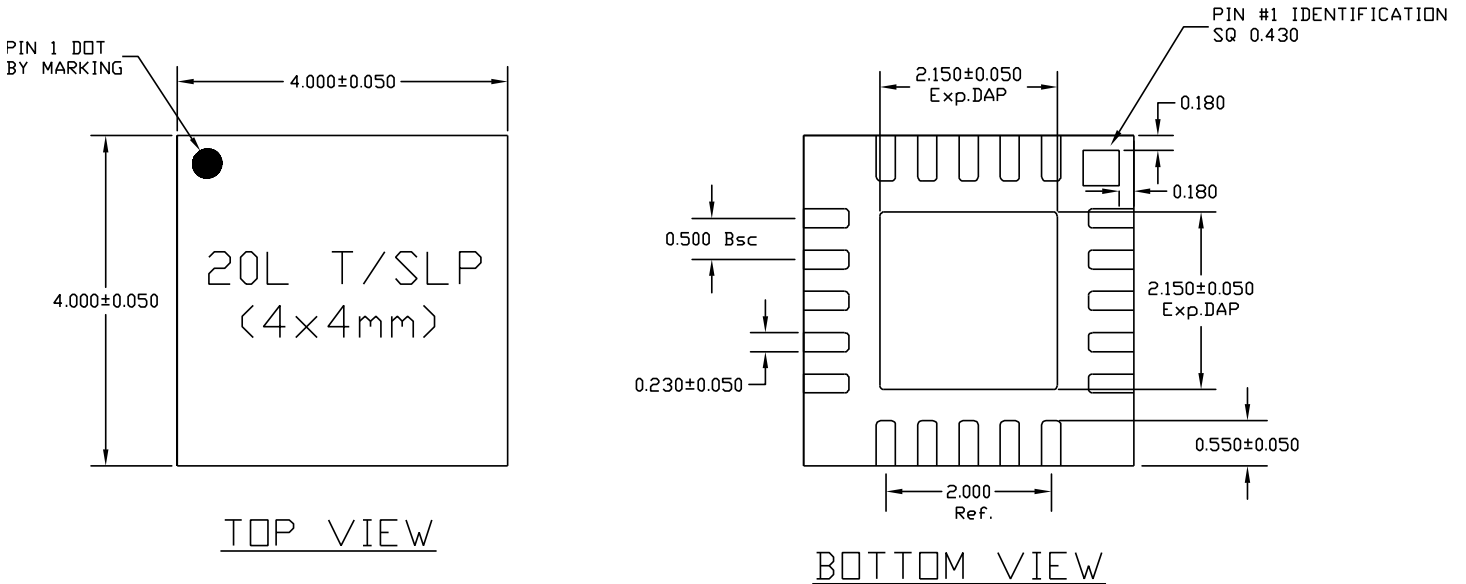 PIN 1 DOT
BY MARKING
4.000±0.050
4.000±0.050
20L T/SLP
(4x4mm)
TOP VIEW
PIN #1 IDENTIFICATION
SQ 0.430
2.150±0.050
Exp.DAP
0.180
0.180
0.500 Bsc
2.150±0.050
Exp.DAP
0.230±0.050
0.550±0.050
2.000
Ref.
BOTTOM VIEW